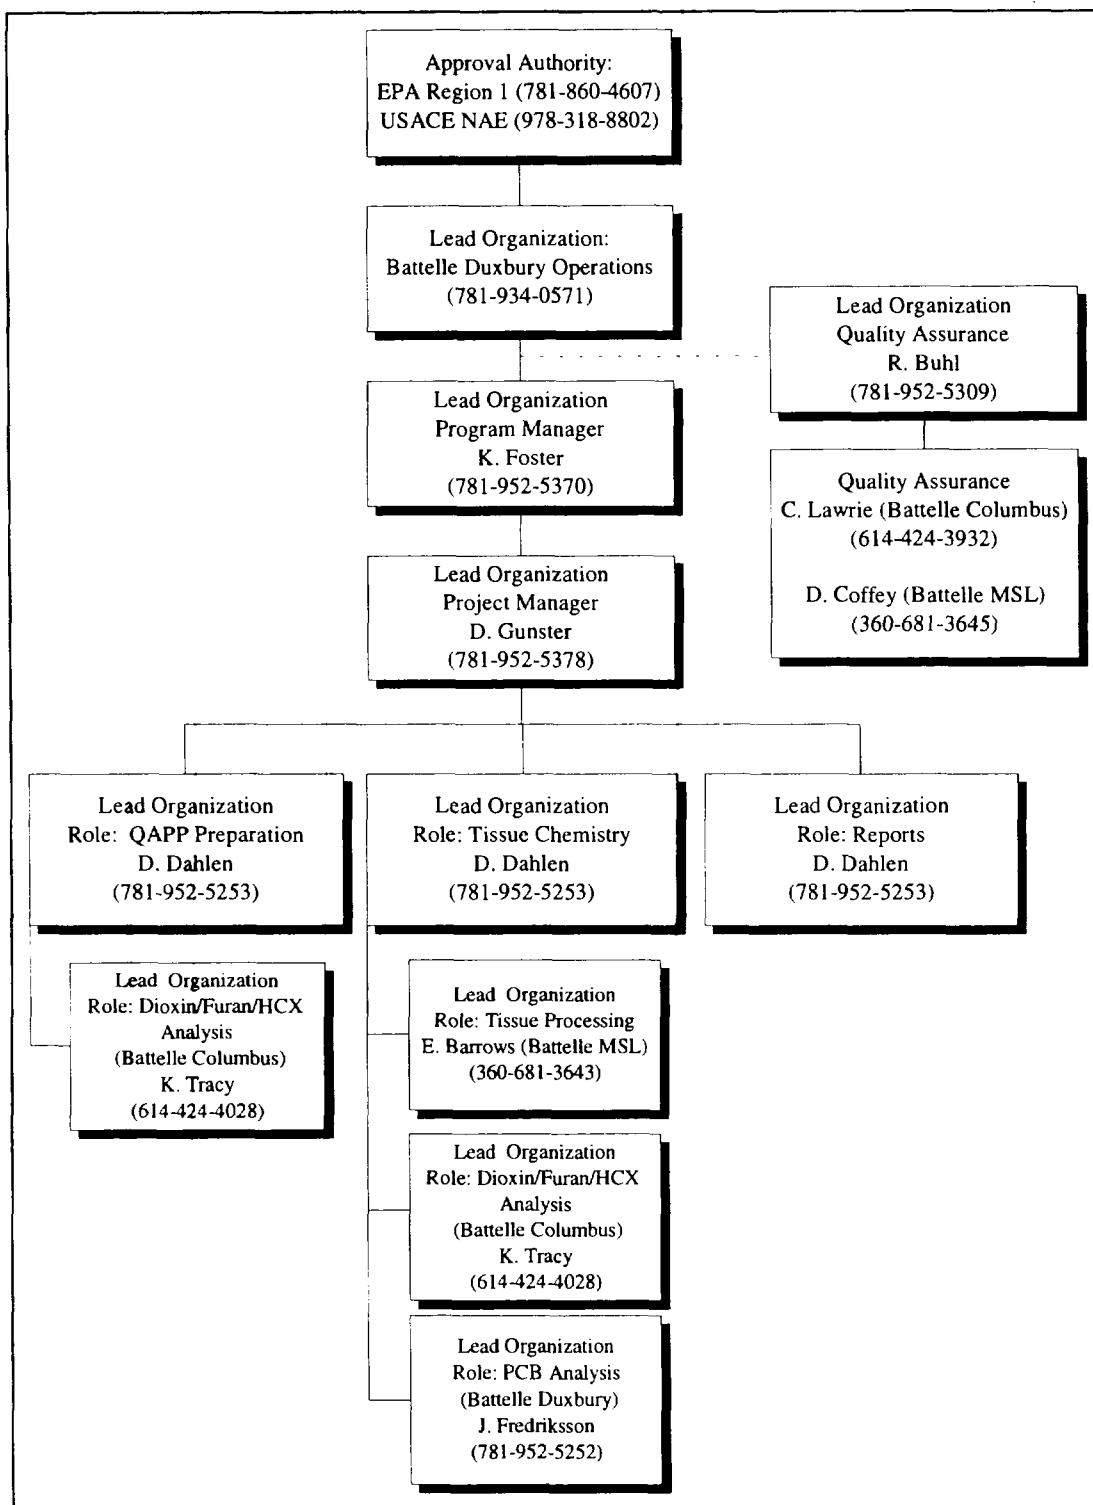 Approval Authority:
EPA Region 1 (781-860-4607)
USACE NAE (978-318-8802)
Lead Organization:
Battelle Duxbury Operations
(781-934-0571)
Lead Organization
Quality Assurance
R. Buhl
(781-952-5309)
Lead Organization
Program Manager
K. Foster
(781-952-5370)
Quality Assurance
C. Lawrie (Battelle Columbus)
(614-424-3932)
D. Coffey (Battelle MSL)
(360-681-3645)
Lead Organization
Project Manager
D. Gunster
(781-952-5378)
Lead Organization
Role: QAPP Preparation
D. Dahlen
(781-952-5253)
Lead Organization
Role: Tissue Chemistry
D. Dahlen
(781-952-5253)
Lead Organization
Role: Reports
D. Dahlen
(781-952-5253)
Lead Organization
Role: Dioxin/Furan/HCX
Analysis
(Battelle Columbus)
K. Tracy
(614-424-4028)
Lead Organization
Role: Tissue Processing
E. Barrows (Battelle MSL)
(360-681-3643)
Lead Organization
Role: Dioxin/Furan/HCX
Analysis
(Battelle Columbus)
K. Tracy
(614-424-4028)
Lead Organization
Role: PCB Analysis
(Battelle Duxbury)
J. Fredriksson
(781-952-5252)